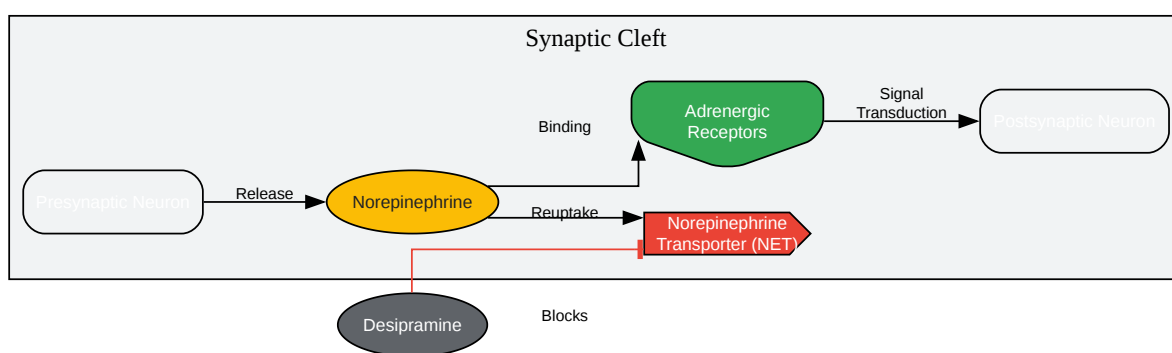 Synaptic Cleft
Signal
Transduction
Adrenergic
Receptors
Postsynaptic Neuron
Binding
Presynaptic Neuron
Release
Norepinephrine
Reuptake
Norepinephrine
Transporter (NET)
Desipramine
Blocks